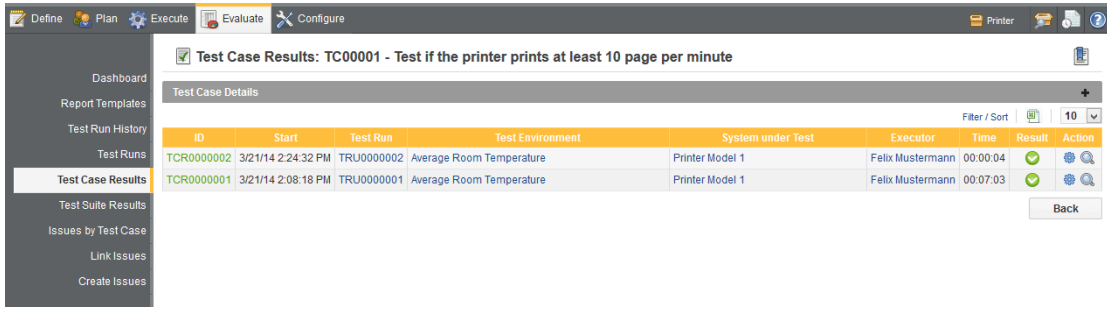 Define Plan Execute Evaluate Configure Printer
Test Case Results: TC00001 - Test if the printer prints at least 10 page per minute
Dashboard
Report Templates
Test Run History
Test Runs
Test Case Results
Test Suite Results
Issues by Test Case
Link Issues
Create Issues
Test Case Details +
Filter / Sort 10
ID Start Test Run Test Environment System under Test Executor Time Result Action
TCR0000002 3/21/14 2:24:32 PM TRU0000002 Average Room Temperature Printer Model 1 Felix Mustermann 00:00:04
TCR0000001 3/21/14 2:08:18 PM TRU0000001 Average Room Temperature Printer Model 1 Felix Mustermann 00:07:03
Back